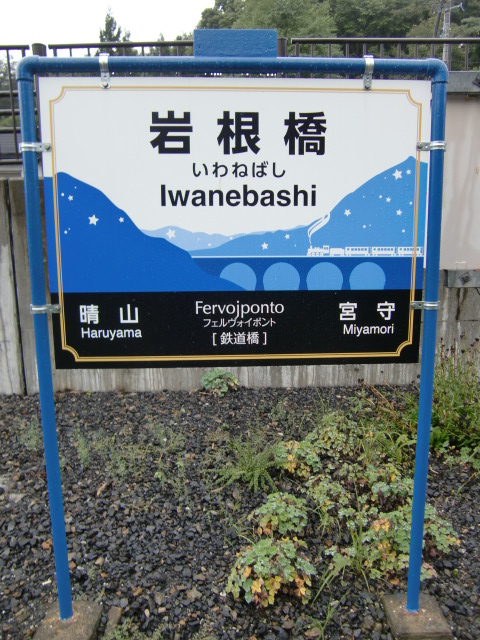 岩根橋
いわねばし
Iwanebashi
晴山
Haruyama
Fervojponto
フェルヴォイポント
[鉄道橋]
宮守
Miyamori